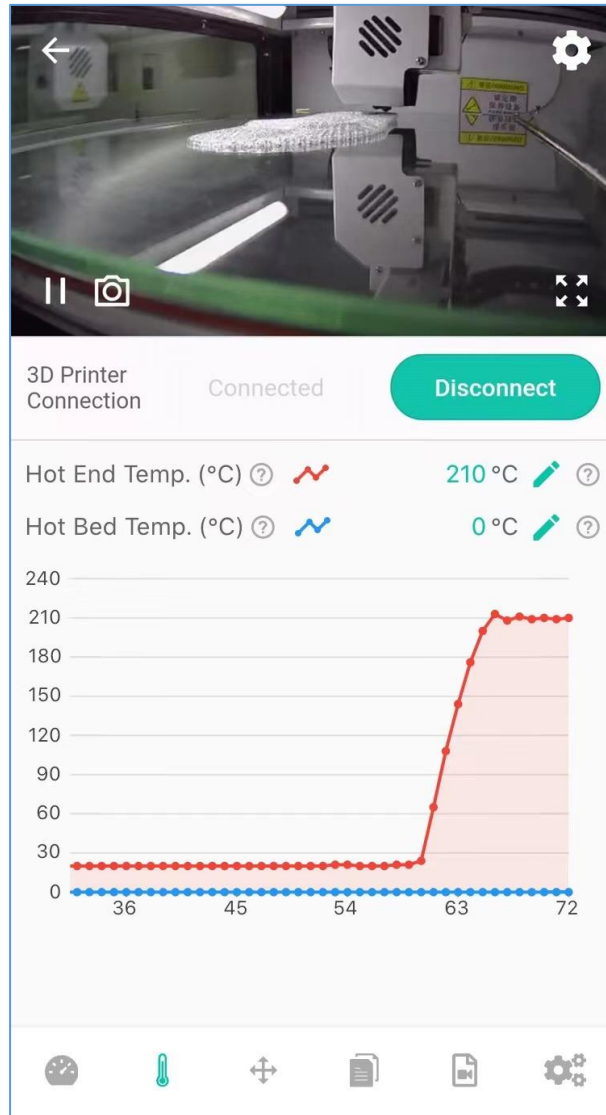 3D Printer
Connection
Connected
Disconnect
Hot End Temp. (°C) ?
210 °C
?
Hot Bed Temp. (°C) ?
0 °C
?
240
210
180
150
120
90
60
30
0
36 45 54 63 72